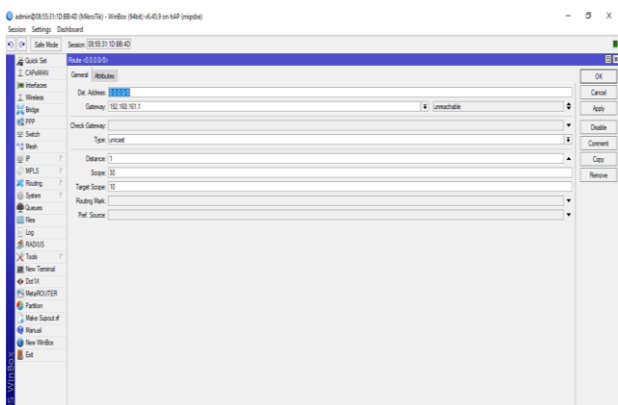 admin@08:55:31:1D:BB:4D (MikroTik) - WinBox (64bit) v6.45.9 on hAP (mipsbe)
Session Settings Dashboard
Safe Mode Session: 08:55:31:1D:BB:4D
Quick Set
CAPsMAN
Interfaces
Wireless
Bridge
PPP
Switch
Mesh
IP
MPLS
Routing
System
Queues
Files
Log
RADIUS
Tools
New Terminal
Dot1X
MetaROUTER
Partition
Make Supout.rif
Manual
New WinBox
Exit
S WinBox
Route <0.0.0.0/0>
General Attributes
Dst. Address: 0.0.0.0/0
Gateway: 192.168.161.1 unreachable
Check Gateway:
Type: unicast
Distance: 1
Scope: 30
Target Scope: 10
Routing Mark:
Pref. Source:
OK
Cancel
Apply
Disable
Comment
Copy
Remove